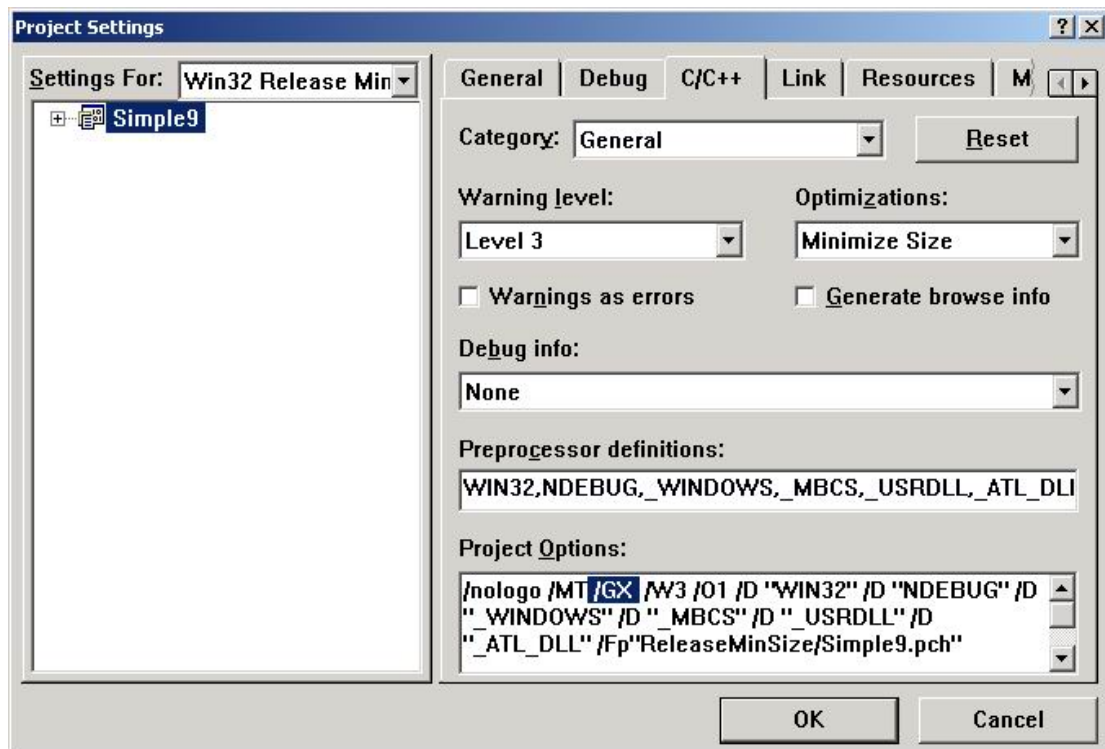 Project Settings
Settings For: Win32 Release Min
Simple9
General Debug C/C++ Link Resources M
Category: General Reset
Warning level: Optimizations:
Level 3 Minimize Size
Warnings as errors Generate browse info
Debug info:
None
Preprocessor definitions:
WIN32,NDEBUG,_WINDOWS,_MBCS,_USRDLL,_ATL_DLI
Project Options:
/nologo /MT /GX /W3 /O1 /D "WIN32" /D "NDEBUG" /D
"_WINDOWS" /D "_MBCS" /D "_USRDLL" /D
"_ATL_DLL" /Fp"ReleaseMinSize/Simple9.pch"
OK Cancel